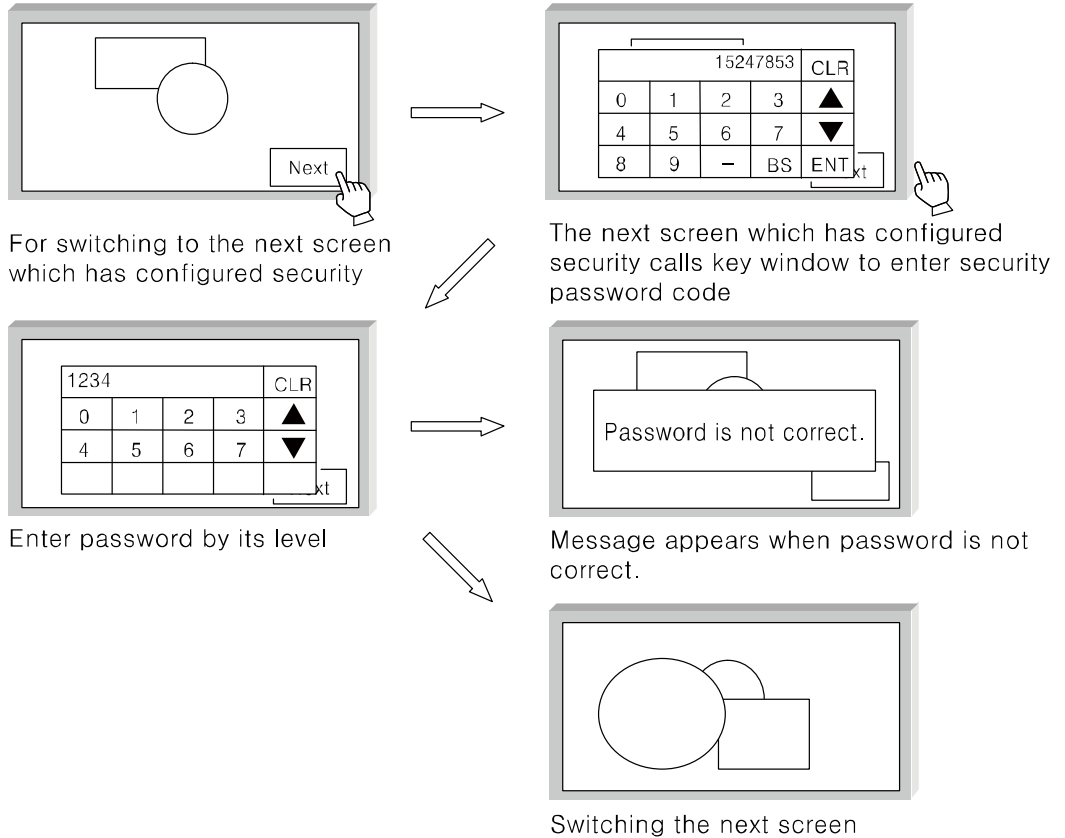 Next
For switching to the next screen
which has configured security
15247853 CLR
0 1 2 3 ▲
4 5 6 7 ▼
8 9 – BS ENT
xt
The next screen which has configured
security calls key window to enter security
password code
1234 CLR
0 1 2 3 ▲
4 5 6 7 ▼
xt
Enter password by its level
Password is not correct.
Message appears when password is not
correct.
Switching the next screen